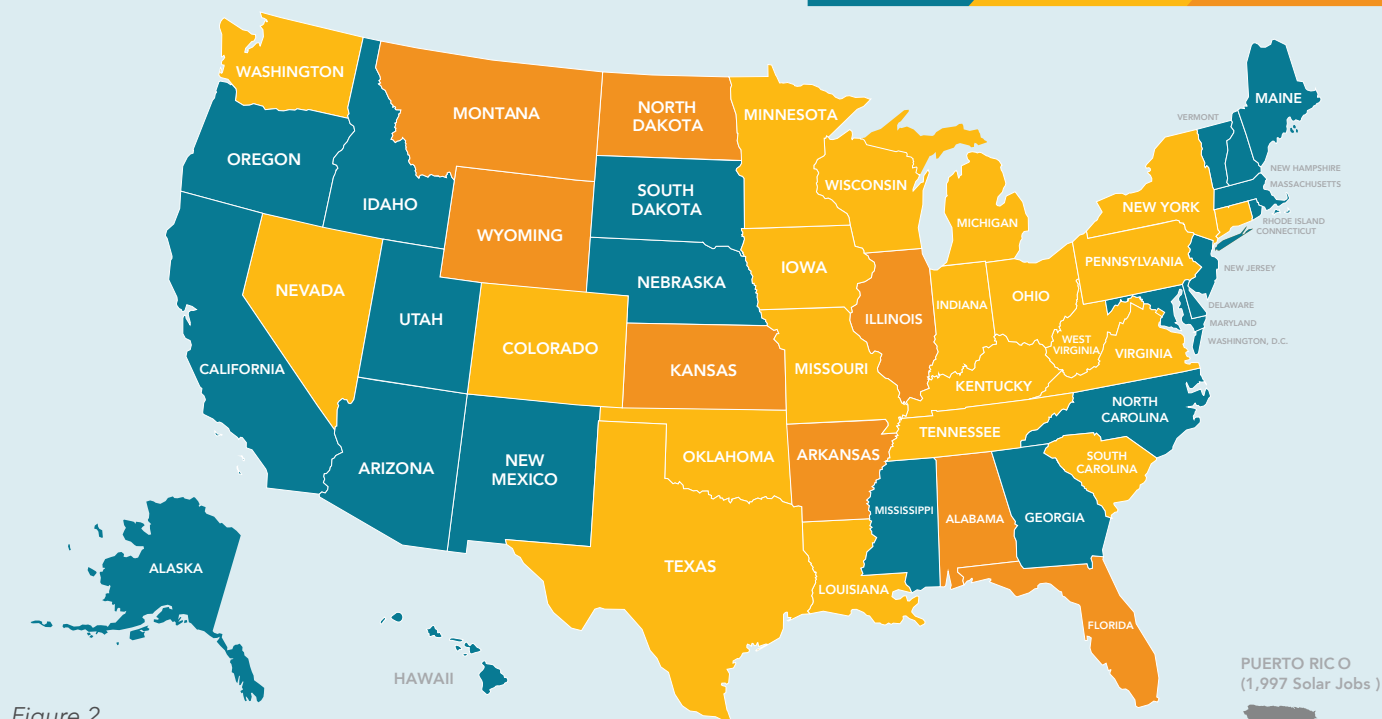 WASHINGTON
MONTANA
NORTH
DAKOTA
MINNESOTA
MAINE
VERMONT
OREGON
IDAHO
SOUTH
DAKOTA
WISCONSIN
MICHIGAN
NEW YORK
NEW HAMPSHIRE
MASSACHUSETTS
RHODE ISLAND
CONNECTICUT
WYOMING
IOWA
PENNSYLVANIA
NEW JERSEY
NEVADA
UTAH
NEBRASKA
ILLINOIS
INDIANA
OHIO
DELAWARE
MARYLAND
WASHINGTON, D.C.
CALIFORNIA
COLORADO
KANSAS
MISSOURI
WEST
VIRGINIA
VIRGINIA
KENTUCKY
NORTH
CAROLINA
ARIZONA
NEW
MEXICO
OKLAHOMA
ARKANSAS
TENNESSEE
SOUTH
CAROLINA
MISSISSIPPI
ALABAMA
GEORGIA
ALASKA
TEXAS
LOUISIANA
FLORIDA
HAWAII
PUERTO RICO
(1,997 Solar Jobs )
Figure 2